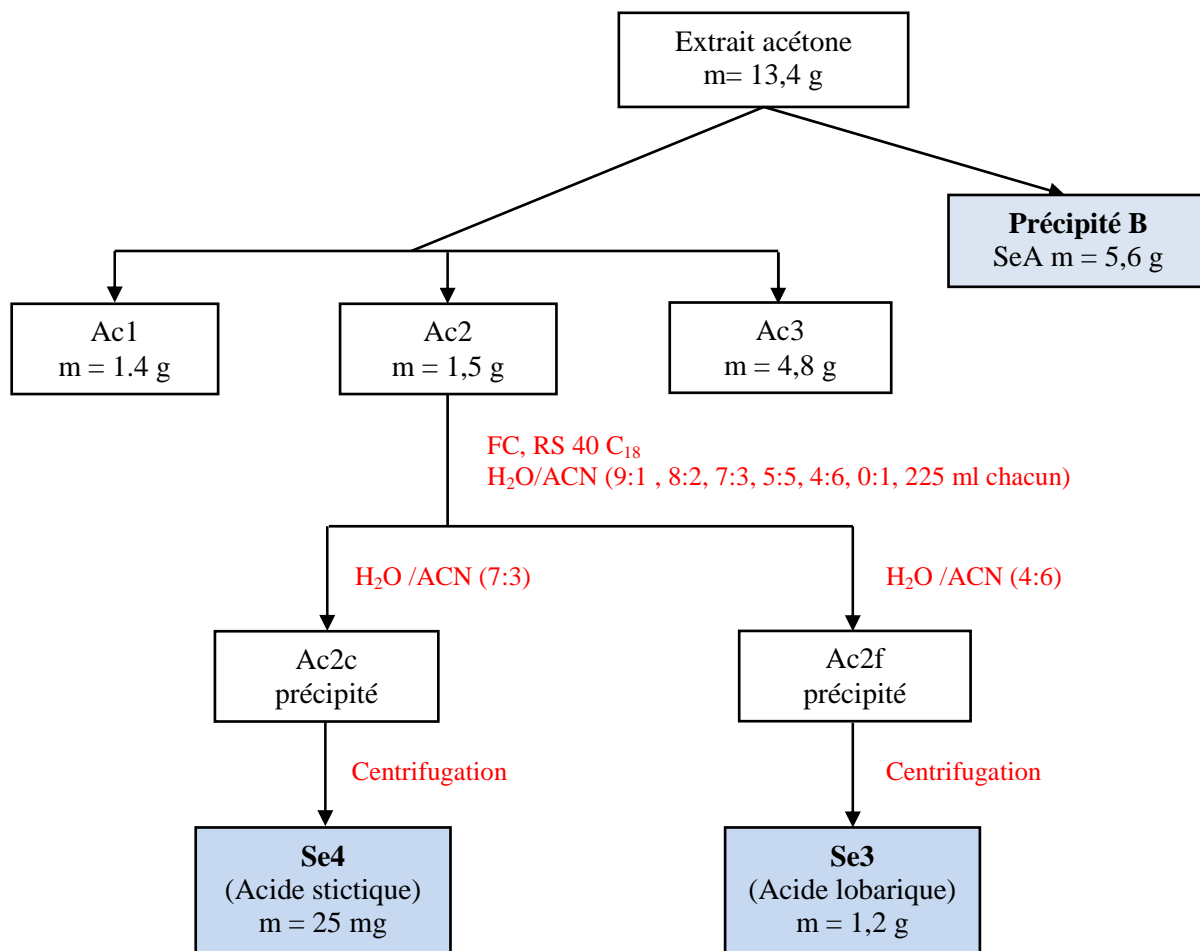 Extrait acétone
m= 13,4 g
Précipité B
SeA m = 5,6 g
Ac1
m = 1.4 g
Ac2
m = 1,5 g
Ac3
m = 4,8 g
FC, RS 40 C₁₈
H₂O/ACN (9:1 , 8:2, 7:3, 5:5, 4:6, 0:1, 225 ml chacun)
H₂O /ACN (7:3)
H₂O /ACN (4:6)
Ac2c
précipité
Ac2f
précipité
Centrifugation
Centrifugation
Se4
(Acide stictique)
m = 25 mg
Se3
(Acide lobarique)
m = 1,2 g